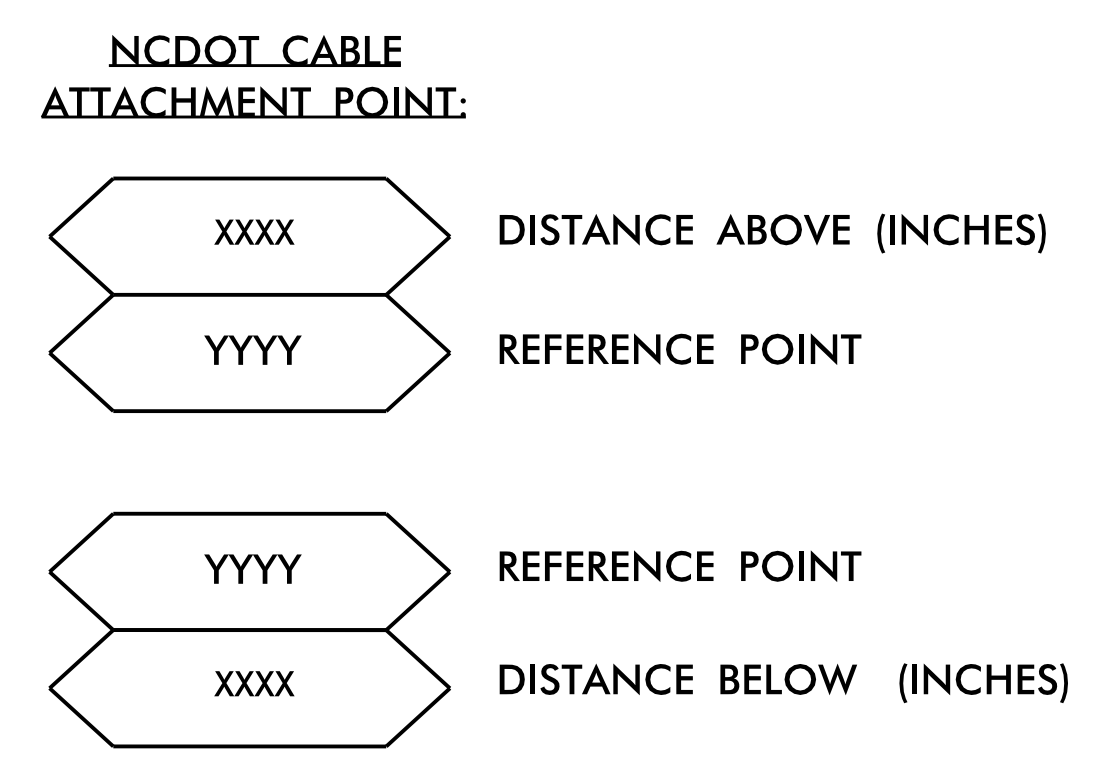 NCDOT CABLE
ATTACHMENT POINT:
XXXX DISTANCE ABOVE (INCHES)
YYYY REFERENCE POINT
YYYY REFERENCE POINT
XXXX DISTANCE BELOW (INCHES)